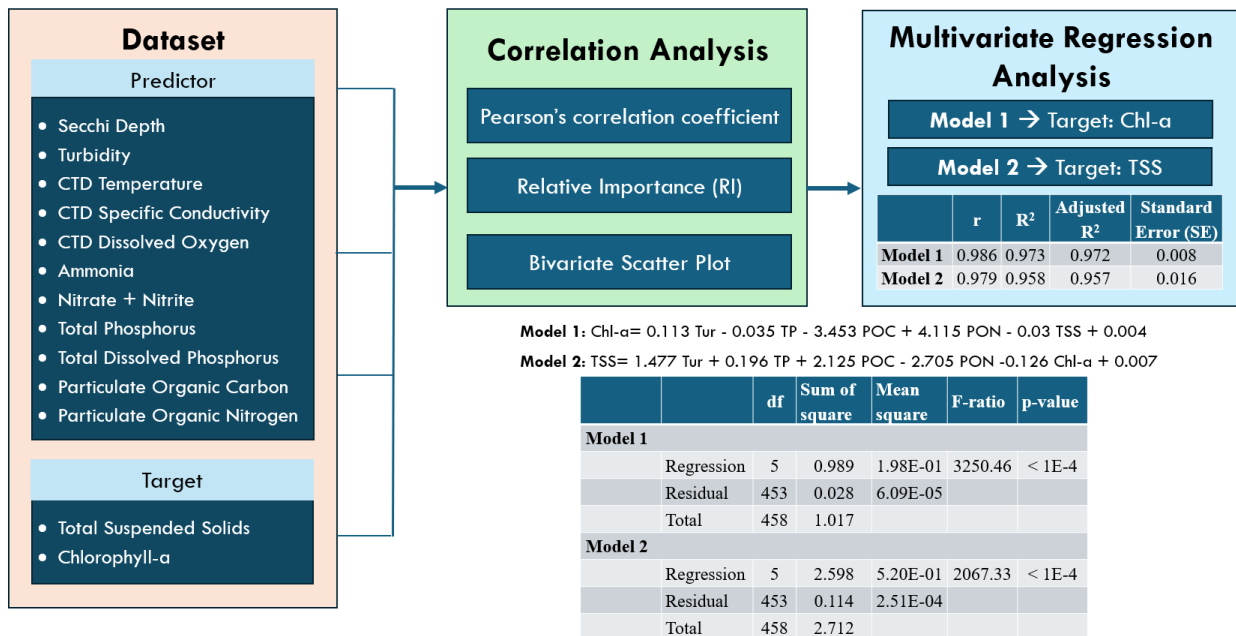 Dataset
Predictor
• Secchi Depth
• Turbidity
• CTD Temperature
• CTD Specific Conductivity
• CTD Dissolved Oxygen
• Ammonia
• Nitrate + Nitrite
• Total Phosphorus
• Total Dissolved Phosphorus
• Particulate Organic Carbon
• Particulate Organic Nitrogen
Target
• Total Suspended Solids
• Chlorophyll-a
Correlation Analysis
Pearson's correlation coefficient
Relative Importance (RI)
Bivariate Scatter Plot
Multivariate Regression
Analysis
Model 1 → Target: Chl-a
Model 2 → Target: TSS
r R² Adjusted R² Standard Error (SE)
Model 1 0.986 0.973 0.972 0.008
Model 2 0.979 0.958 0.957 0.016
Model 1: Chl-a= 0.113 Tur - 0.035 TP - 3.453 POC + 4.115 PON - 0.03 TSS + 0.004
Model 2: TSS= 1.477 Tur + 0.196 TP + 2.125 POC - 2.705 PON -0.126 Chl-a + 0.007
df Sum of square Mean square F-ratio p-value
Model 1
Regression 5 0.989 1.98E-01 3250.46 < 1E-4
Residual 453 0.028 6.09E-05
Total 458 1.017
Model 2
Regression 5 2.598 5.20E-01 2067.33 < 1E-4
Residual 453 0.114 2.51E-04
Total 458 2.712